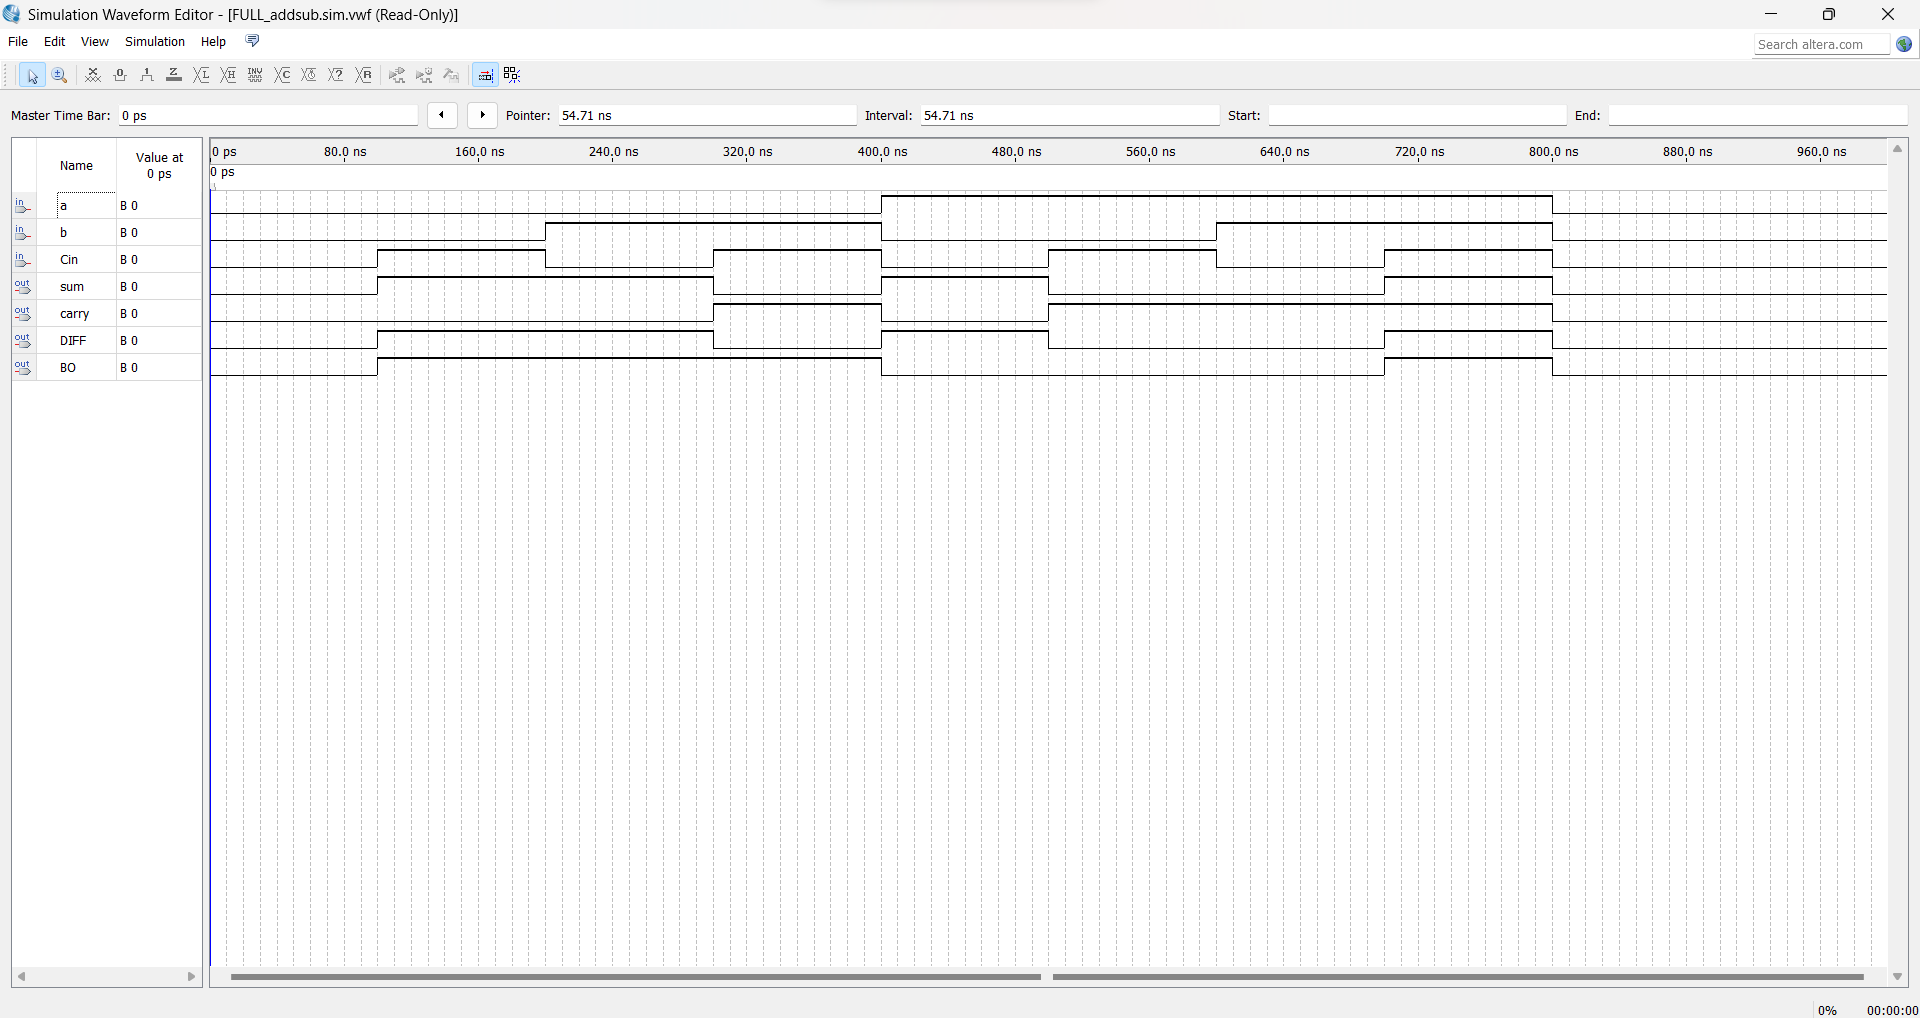 Simulation Waveform Editor - [FULL_addsub.sim.vwf (Read-Only)]
File Edit View Simulation Help
Search altera.com
Master Time Bar: 0 ps Pointer: 54.71 ns Interval: 54.71 ns Start: End:
Name Value at 0 ps
0 ps 80.0 ns 160.0 ns 240.0 ns 320.0 ns 400.0 ns 480.0 ns 560.0 ns 640.0 ns 720.0 ns 800.0 ns 880.0 ns 960.0 ns
0 ps
in a B 0
in b B 0
in Cin B 0
out sum B 0
out carry B 0
out DIFF B 0
out BO B 0
0% 00:00:00